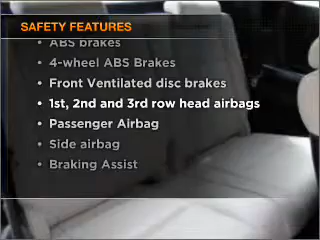 SAFETY FEATURES
• ABS brakes
• 4-wheel ABS Brakes
• Front Ventilated disc brakes
• 1st, 2nd and 3rd row head airbags
• Passenger Airbag
• Side airbag
• Braking Assist